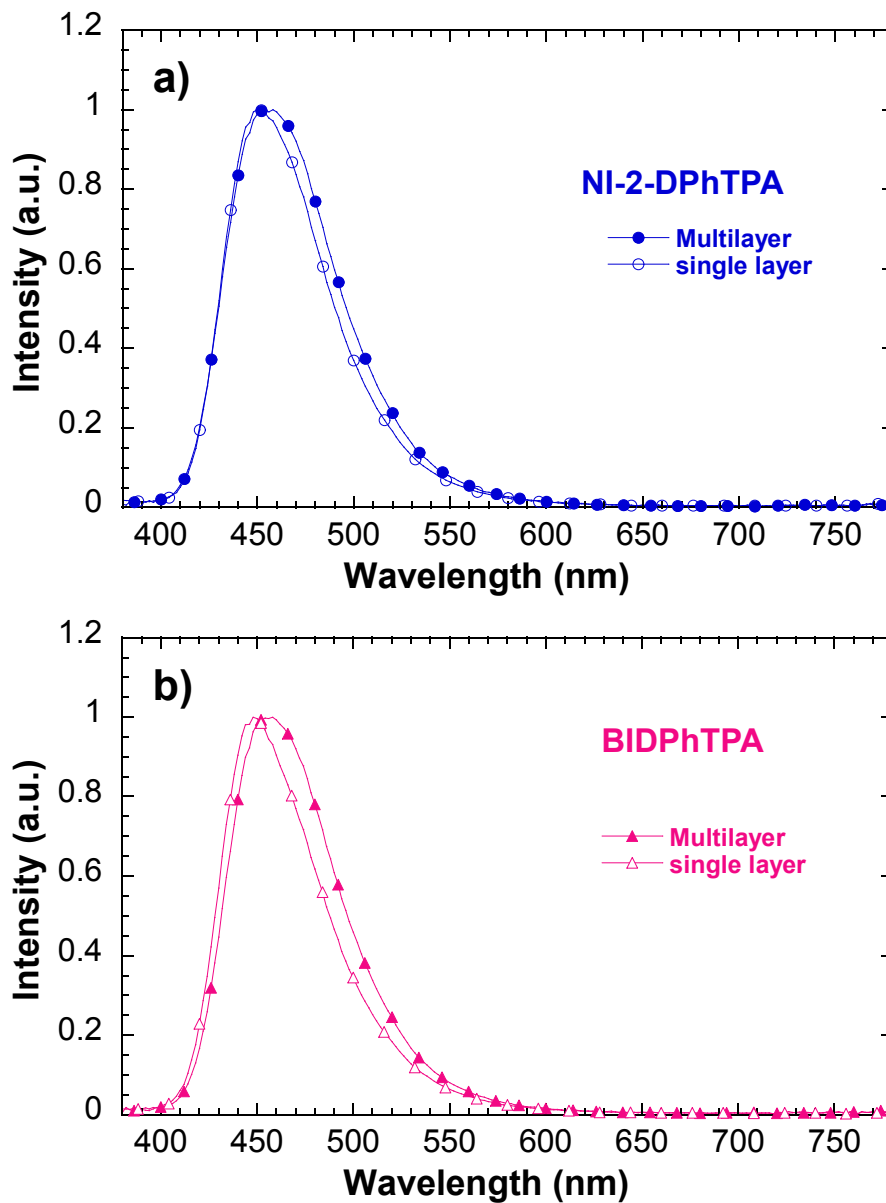 a)
NI-2-DPhTPA
Multilayer
single layer
Intensity (a.u.)
1.2
1
0.8
0.6
0.4
0.2
0
400 450 500 550 600 650 700 750
Wavelength (nm)
b)
BIDPhTPA
Multilayer
single layer
Intensity (a.u.)
1.2
1
0.8
0.6
0.4
0.2
0
400 450 500 550 600 650 700 750
Wavelength (nm)